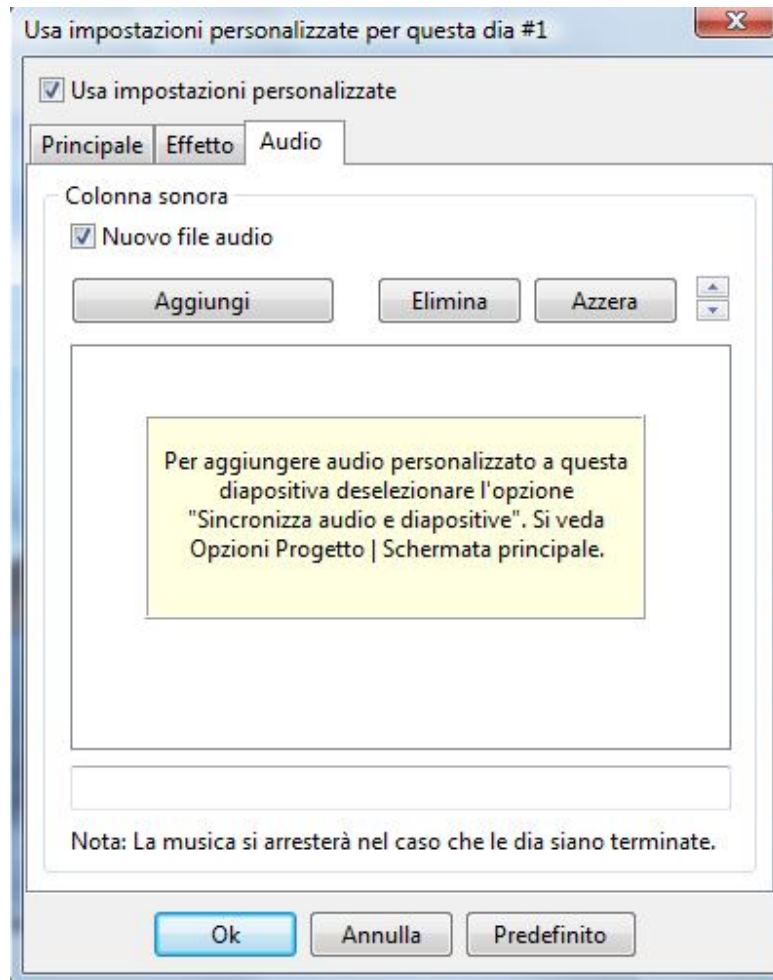 Usa impostazioni personalizzate per questa dia #1
Usa impostazioni personalizzate
Principale Effetto Audio
Colonna sonora
Nuovo file audio
Aggiungi Elimina Azzera
Per aggiungere audio personalizzato a questa
diapositiva deselezionare l'opzione
"Sincronizza audio e diapositive". Si veda
Opzioni Progetto | Schermata principale.
Nota: La musica si arresterà nel caso che le dia siano terminate.
Ok Annulla Predefinito